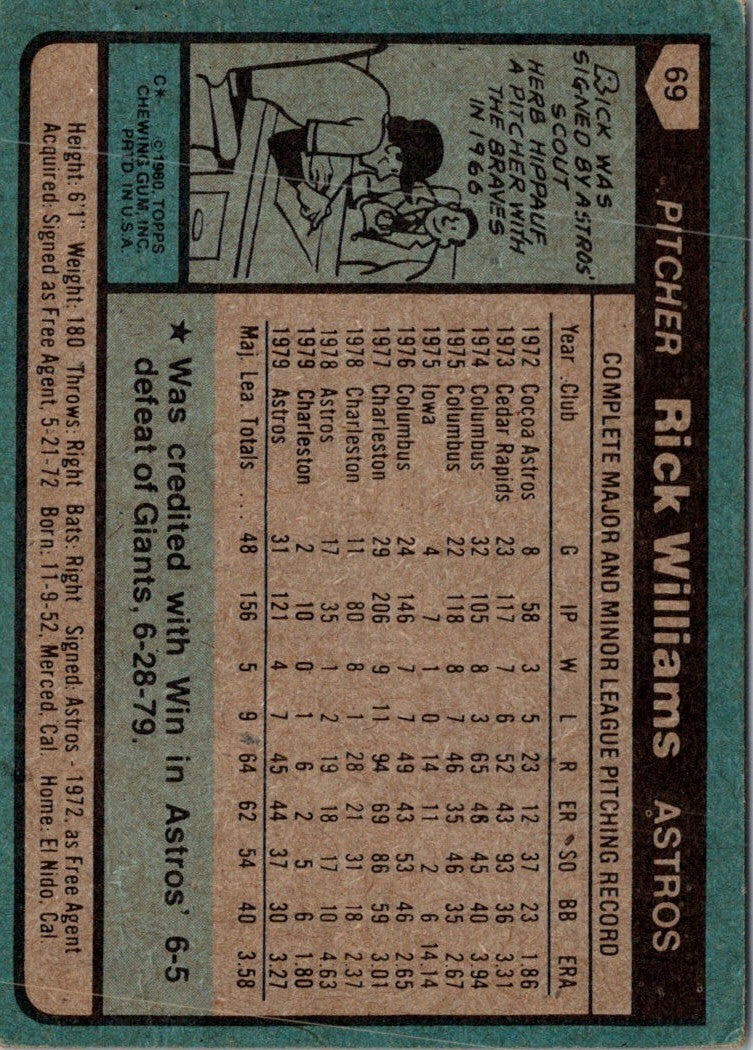 69 PITCHER Rick Williams ASTROS
RICK WAS
SIGNED BY ASTROS'
SCOUT
HERB HIPPAUF
A PITCHER WITH
THE BRAVES
IN 1966.
C* ©1980, TOPPS
CHEWING GUM, INC.
PRT'D. IN U.S.A.
COMPLETE MAJOR AND MINOR LEAGUE PITCHING RECORD
Year Club G IP W L R ER SO BB ERA
1972 Cocoa Astros 8 58 3 5 23 12 37 23 1.86
1973 Cedar Rapids 23 117 7 6 52 43 93 36 3.31
1974 Columbus 32 105 8 3 65 46 45 40 3.94
1975 Columbus 22 118 8 7 46 35 46 35 2.67
1975 Iowa 4 7 1 0 14 11 2 6 14.14
1976 Columbus 24 146 7 7 49 43 53 46 2.65
1977 Charleston 29 206 9 11 94 69 86 59 3.01
1978 Charleston 11 80 8 1 28 21 31 18 2.37
1978 Astros 17 35 1 2 19 18 17 10 4.63
1979 Charleston 2 10 0 1 6 2 5 6 1.80
1979 Astros 31 121 4 7 45 44 37 30 3.27
Maj. Lea. Totals .... 48 156 5 9 64 62 54 40 3.58
★ Was credited with Win in Astros' 6-5
defeat of Giants, 6-28-79.
Height: 6'1" Weight: 180 Throws: Right Bats: Right Signed: Astros - 1972, as Free Agent
Acquired: Signed as Free Agent, 5-21-72 Born: 11-9-52, Merced, Cal. Home: El Nido, Cal.